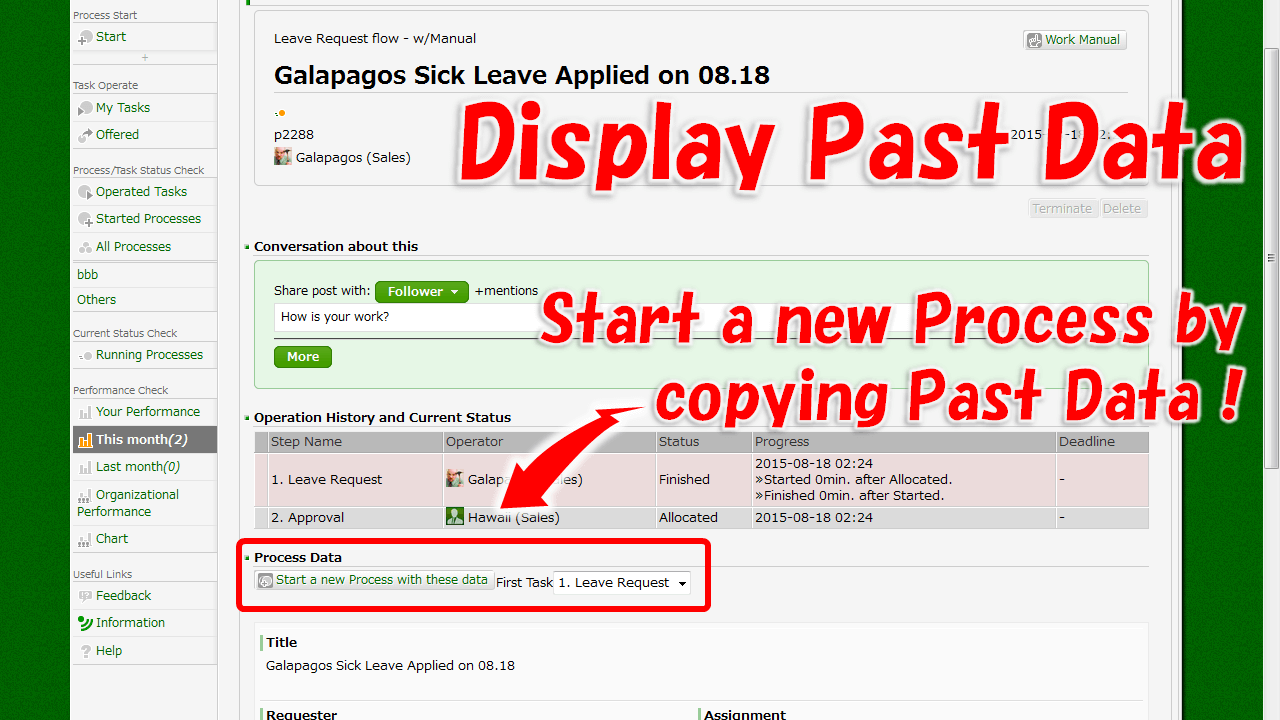 Process Start
Start
+
Task Operate
My Tasks
Offered
Process/Task Status Check
Operated Tasks
Started Processes
All Processes
bbb
Others
Current Status Check
Running Processes
Performance Check
Your Performance
This month(2)
Last month(0)
Organizational
Performance
Chart
Useful Links
Feedback
Information
Help
Leave Request flow - w/Manual
Work Manual
Galapagos Sick Leave Applied on 08.18
p2288
Galapagos (Sales)
Display Past Data
Terminate Delete
Conversation about this
Share post with: Follower +mentions
How is your work?
More
Start a new Process by
copying Past Data !
Operation History and Current Status
Step Name Operator Status Progress Deadline
1. Leave Request Finished 2015-08-18 02:24 -
»Started 0min. after Allocated.
»Finished 0min. after Started.
2. Approval Hawaii (Sales) Allocated 2015-08-18 02:24 -
Process Data
Start a new Process with these data First Task 1. Leave Request
Title
Galapagos Sick Leave Applied on 08.18
Requester Assignment